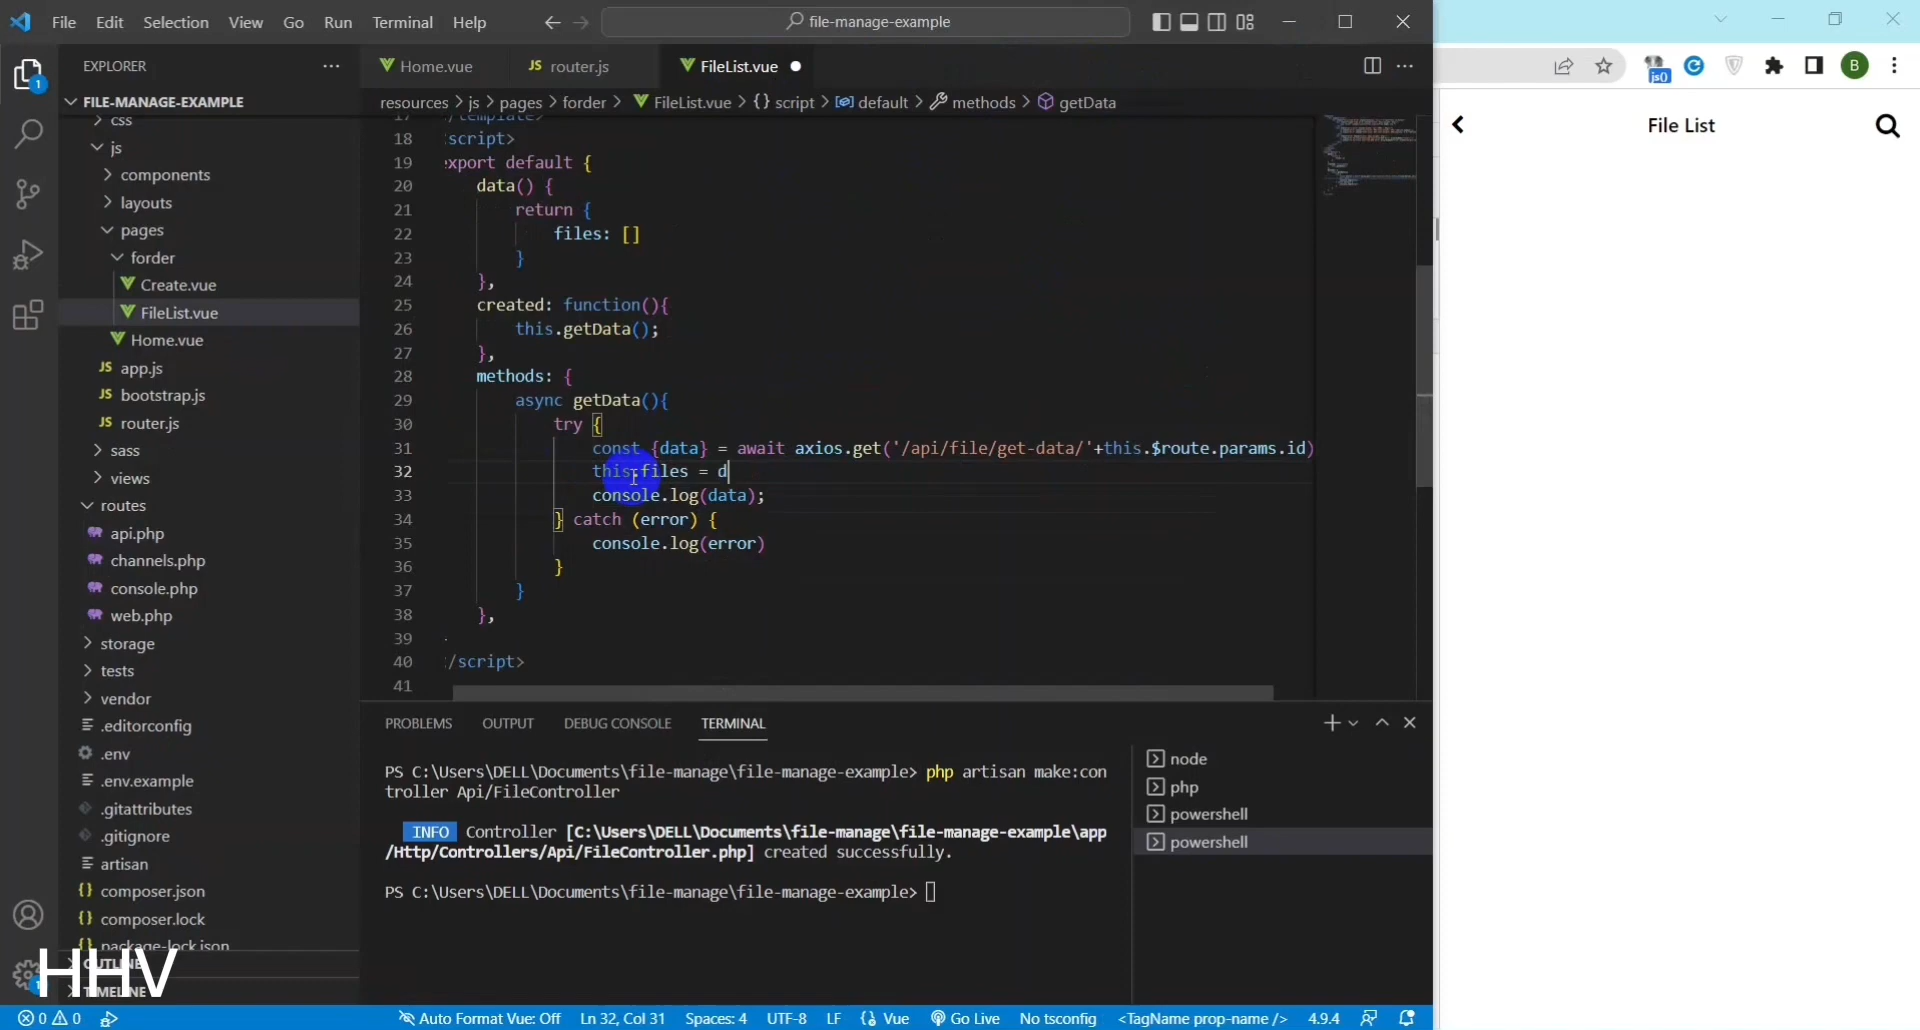 File Edit Selection View Go Run Terminal Help
file-manage-example
EXPLORER
FILE-MANAGE-EXAMPLE
css
js
components
layouts
pages
forder
Create.vue
FileList.vue
Home.vue
app.js
bootstrap.js
router.js
sass
views
routes
api.php
channels.php
console.php
web.php
storage
tests
vendor
.editorconfig
.env
.env.example
.gitattributes
.gitignore
artisan
composer.json
composer.lock
package-lock.json
OUTLINE
TIMELINE
HHV
Home.vue
JS router.js
FileList.vue
resources > js > pages > forder > FileList.vue > {} script > default > methods > getData
17 </template>
18 script>
19 xport default {
20 data() {
21 return {
22 files: []
23 }
24 },
25 created: function(){
26 this.getData();
27 },
28 methods: {
29 async getData(){
30 try {
31 const {data} = await axios.get('/api/file/get-data/'+this.$route.params.id)
32 this.files = d
33 console.log(data);
34 } catch (error) {
35 console.log(error)
36 }
37 }
38 },
39
40 /script>
41
PROBLEMS OUTPUT DEBUG CONSOLE TERMINAL
PS C:\Users\DELL\Documents\file-manage\file-manage-example> php artisan make:con
troller Api/FileController
INFO Controller [C:\Users\DELL\Documents\file-manage\file-manage-example\app
/Http/Controllers/Api/FileController.php] created successfully.
PS C:\Users\DELL\Documents\file-manage\file-manage-example>
node
php
powershell
powershell
0 0 Auto Format Vue: Off Ln 32, Col 31 Spaces: 4 UTF-8 LF Vue Go Live No tsconfig <TagName prop-name /> 4.9.4
js()
B
File List